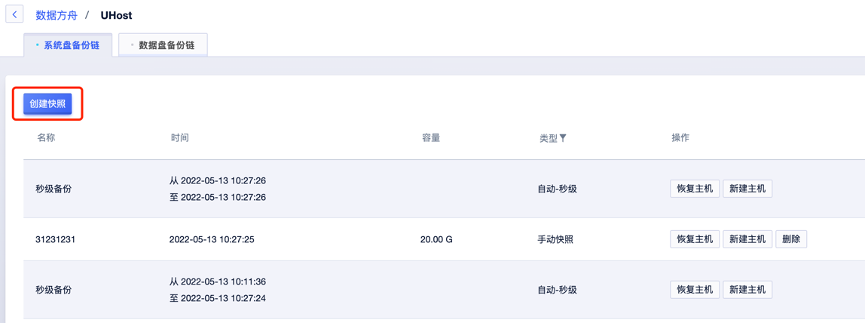 数据方舟 / UHost
系统盘备份链 数据盘备份链
创建快照
名称 时间 容量 类型 操作
秒级备份 从 2022-05-13 10:27:26 至 2022-05-13 10:27:26 自动-秒级 恢复主机 新建主机
31231231 2022-05-13 10:27:25 20.00 G 手动快照 恢复主机 新建主机 删除
秒级备份 从 2022-05-13 10:11:36 至 2022-05-13 10:27:24 自动-秒级 恢复主机 新建主机